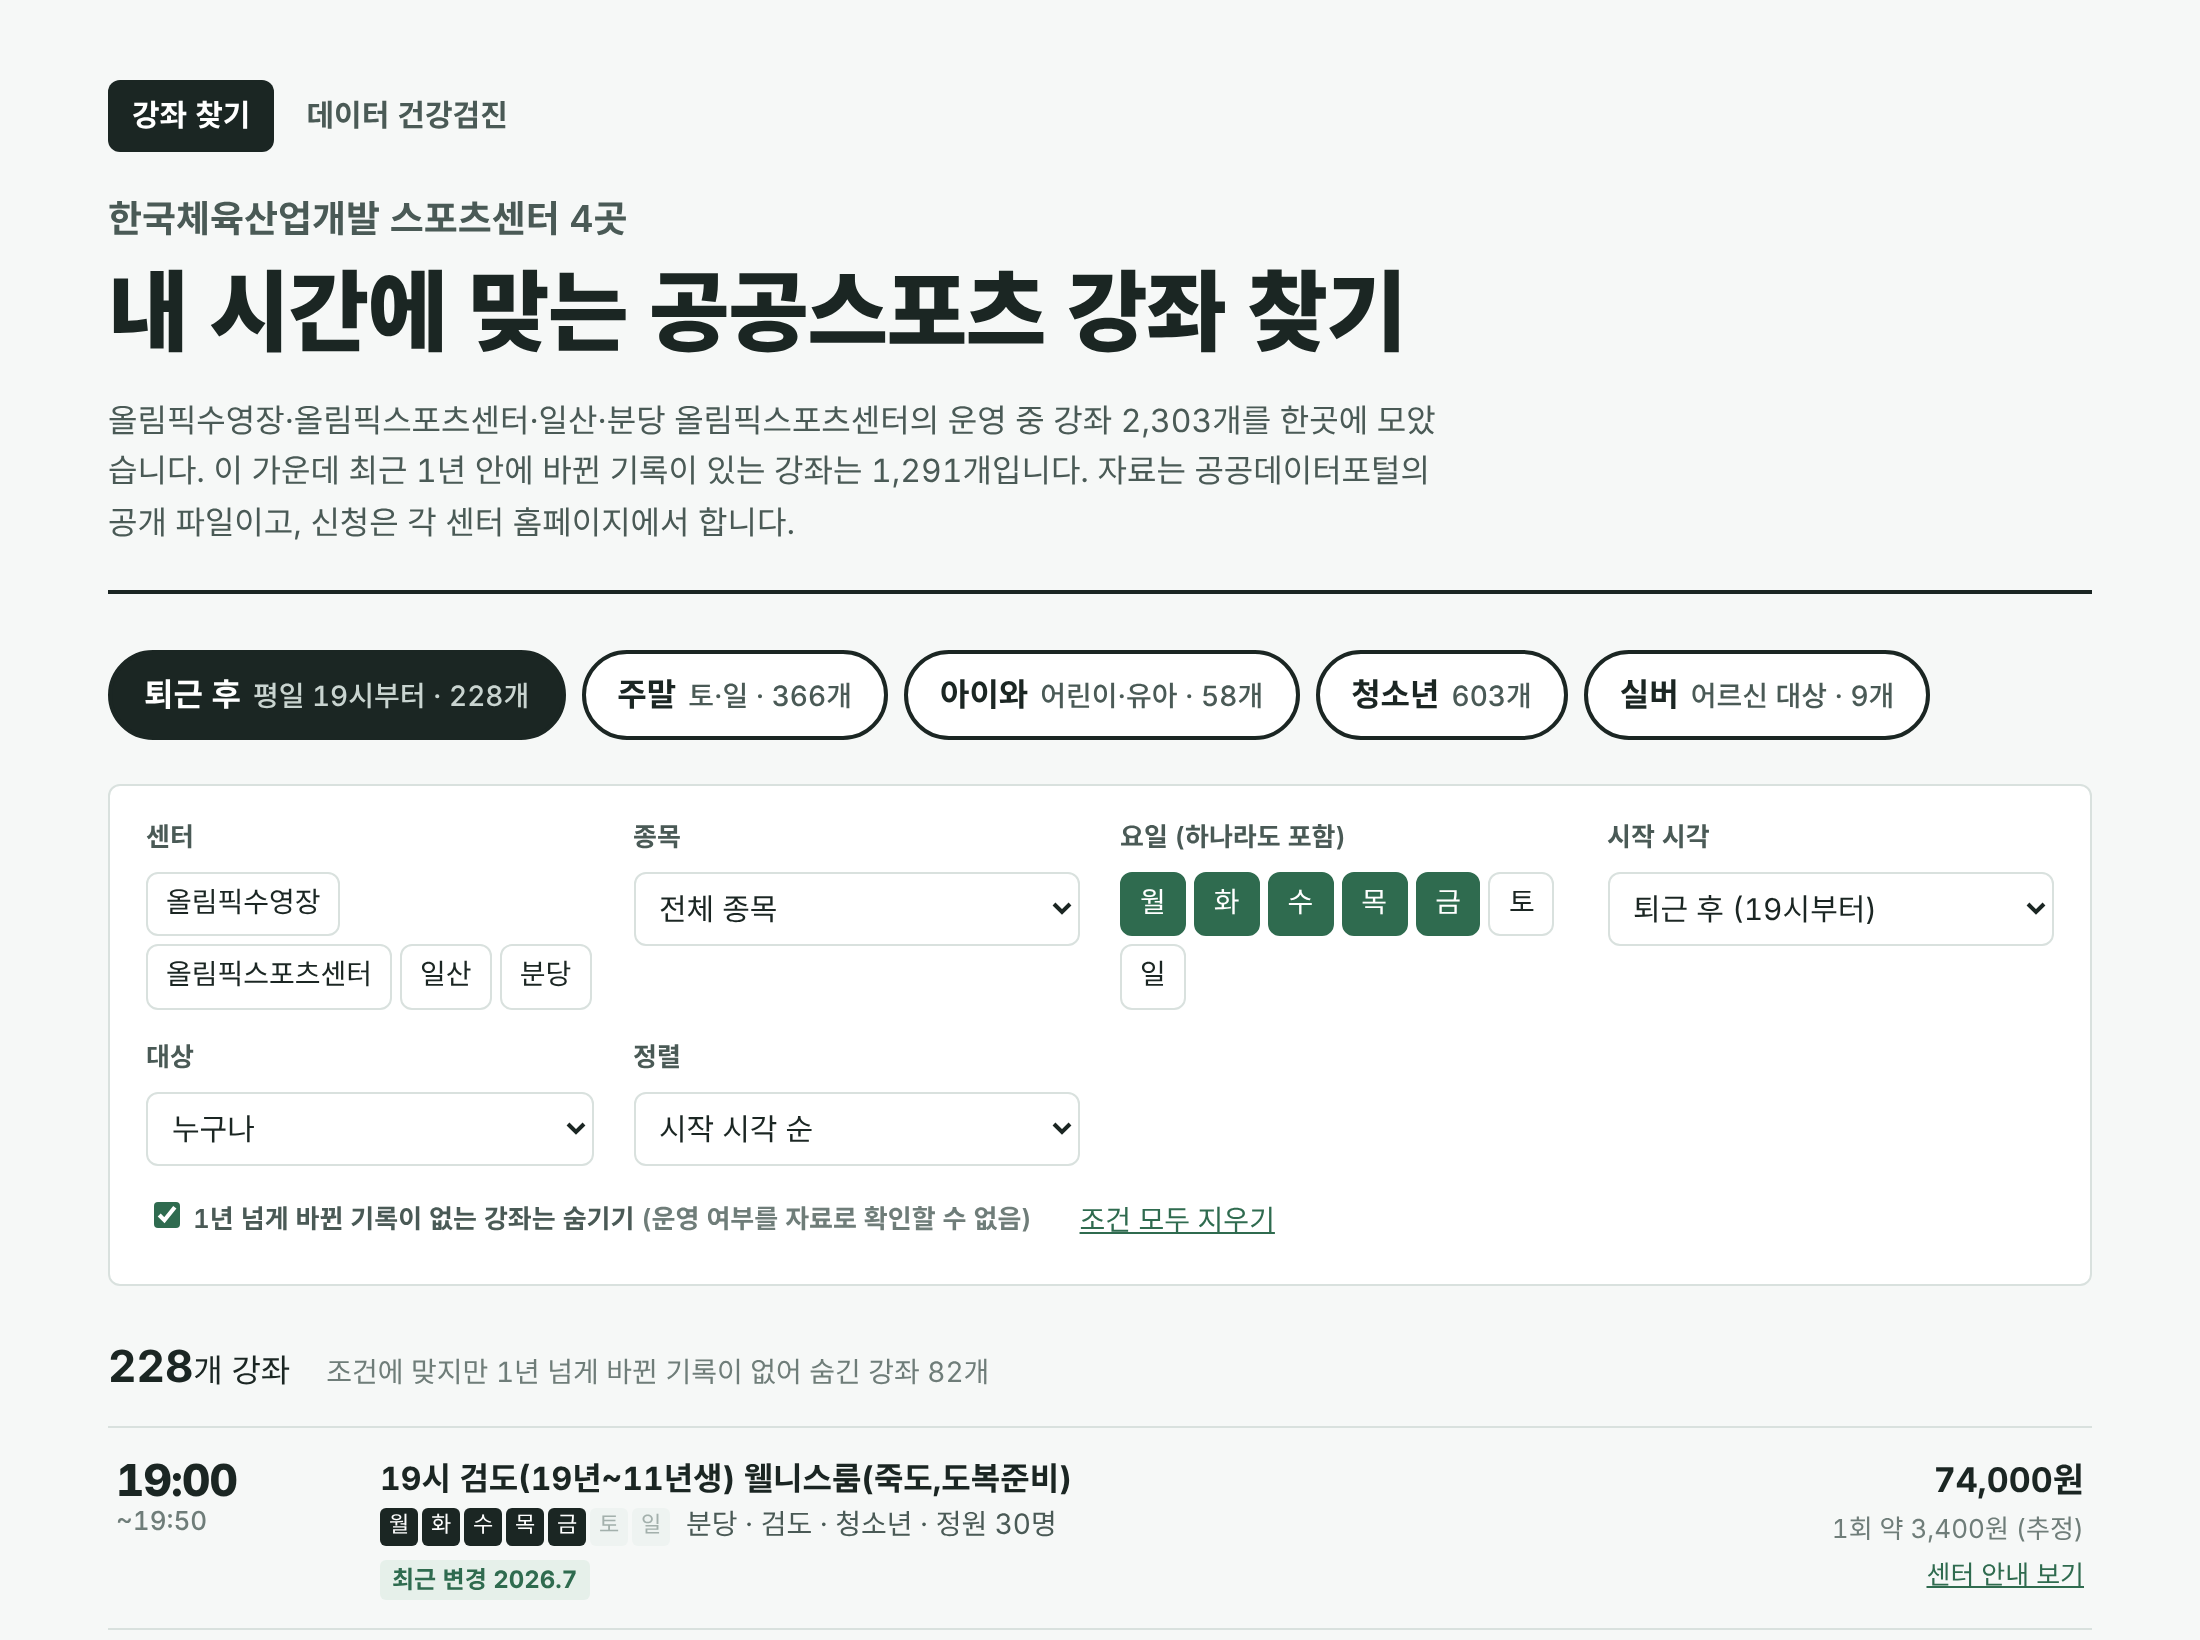 강좌 찾기 데이터 건강검진
한국체육산업개발 스포츠센터 4곳
내 시간에 맞는 공공스포츠 강좌 찾기
올림픽수영장·올림픽스포츠센터·일산·분당 올림픽스포츠센터의 운영 중 강좌 2,303개를 한곳에 모았
습니다. 이 가운데 최근 1년 안에 바뀐 기록이 있는 강좌는 1,291개입니다. 자료는 공공데이터포털의
공개 파일이고, 신청은 각 센터 홈페이지에서 합니다.
퇴근 후 평일 19시부터 · 228개 주말 토·일 · 366개 아이와 어린이·유아 · 58개 청소년 603개 실버 어르신 대상 · 9개
센터 종목 요일 (하나라도 포함) 시작 시각
올림픽수영장 전체 종목 월 화 수 목 금 토 퇴근 후 (19시부터)
올림픽스포츠센터 일산 분당 일
대상 정렬
누구나 시작 시각 순
1년 넘게 바뀐 기록이 없는 강좌는 숨기기 (운영 여부를 자료로 확인할 수 없음) 조건 모두 지우기
228개 강좌 조건에 맞지만 1년 넘게 바뀐 기록이 없어 숨긴 강좌 82개
19:00 19시 검도(19년~11년생) 웰니스룸(죽도,도복준비) 74,000원
~19:50 월 화 수 목 금 토 일 분당 · 검도 · 청소년 · 정원 30명 1회 약 3,400원 (추정)
최근 변경 2026.7 센터 안내 보기